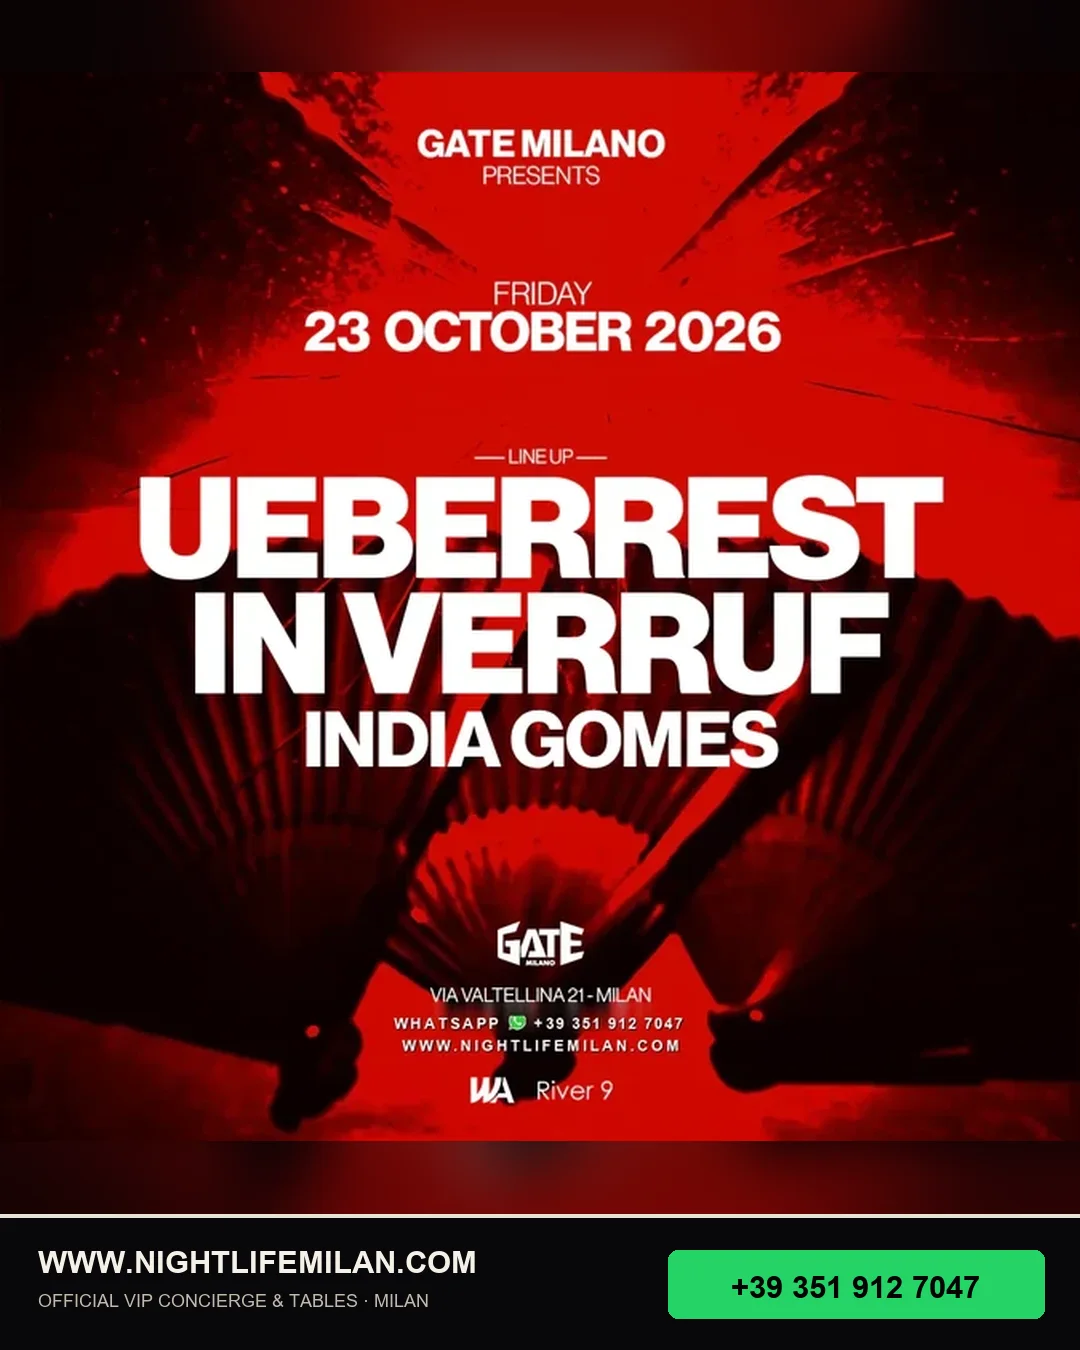 GATE MILANO
PRESENTS
FRIDAY
23 OCTOBER 2026
LINE UP
UEBERREST
IN VERRUF
INDIA GOMES
GATE
MILANO
VIA VALTELLINA 21 - MILAN
WHATSAPP +39 351 912 7047
WWW.NIGHTLIFEMILAN.COM
WA River 9
WWW.NIGHTLIFEMILAN.COM
OFFICIAL VIP CONCIERGE & TABLES · MILAN
+39 351 912 7047